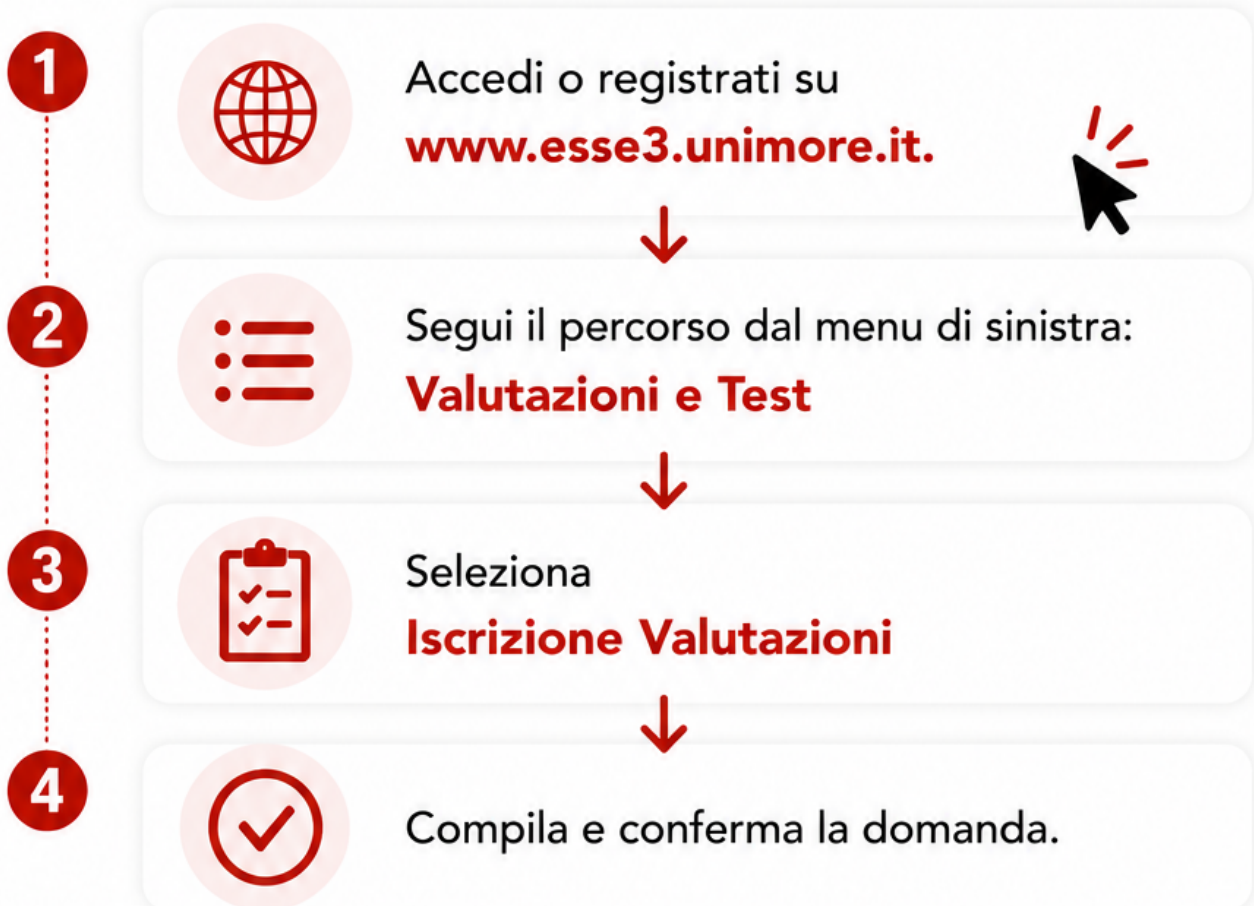 1
Accedi o registrati su
www.esse3.unimore.it.
2
Segui il percorso dal menu di sinistra:
Valutazioni e Test
3
Seleziona
Iscrizione Valutazioni
4
Compila e conferma la domanda.